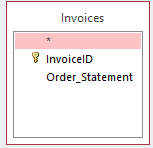 Invoices
*
InvoiceID
Order_Statement